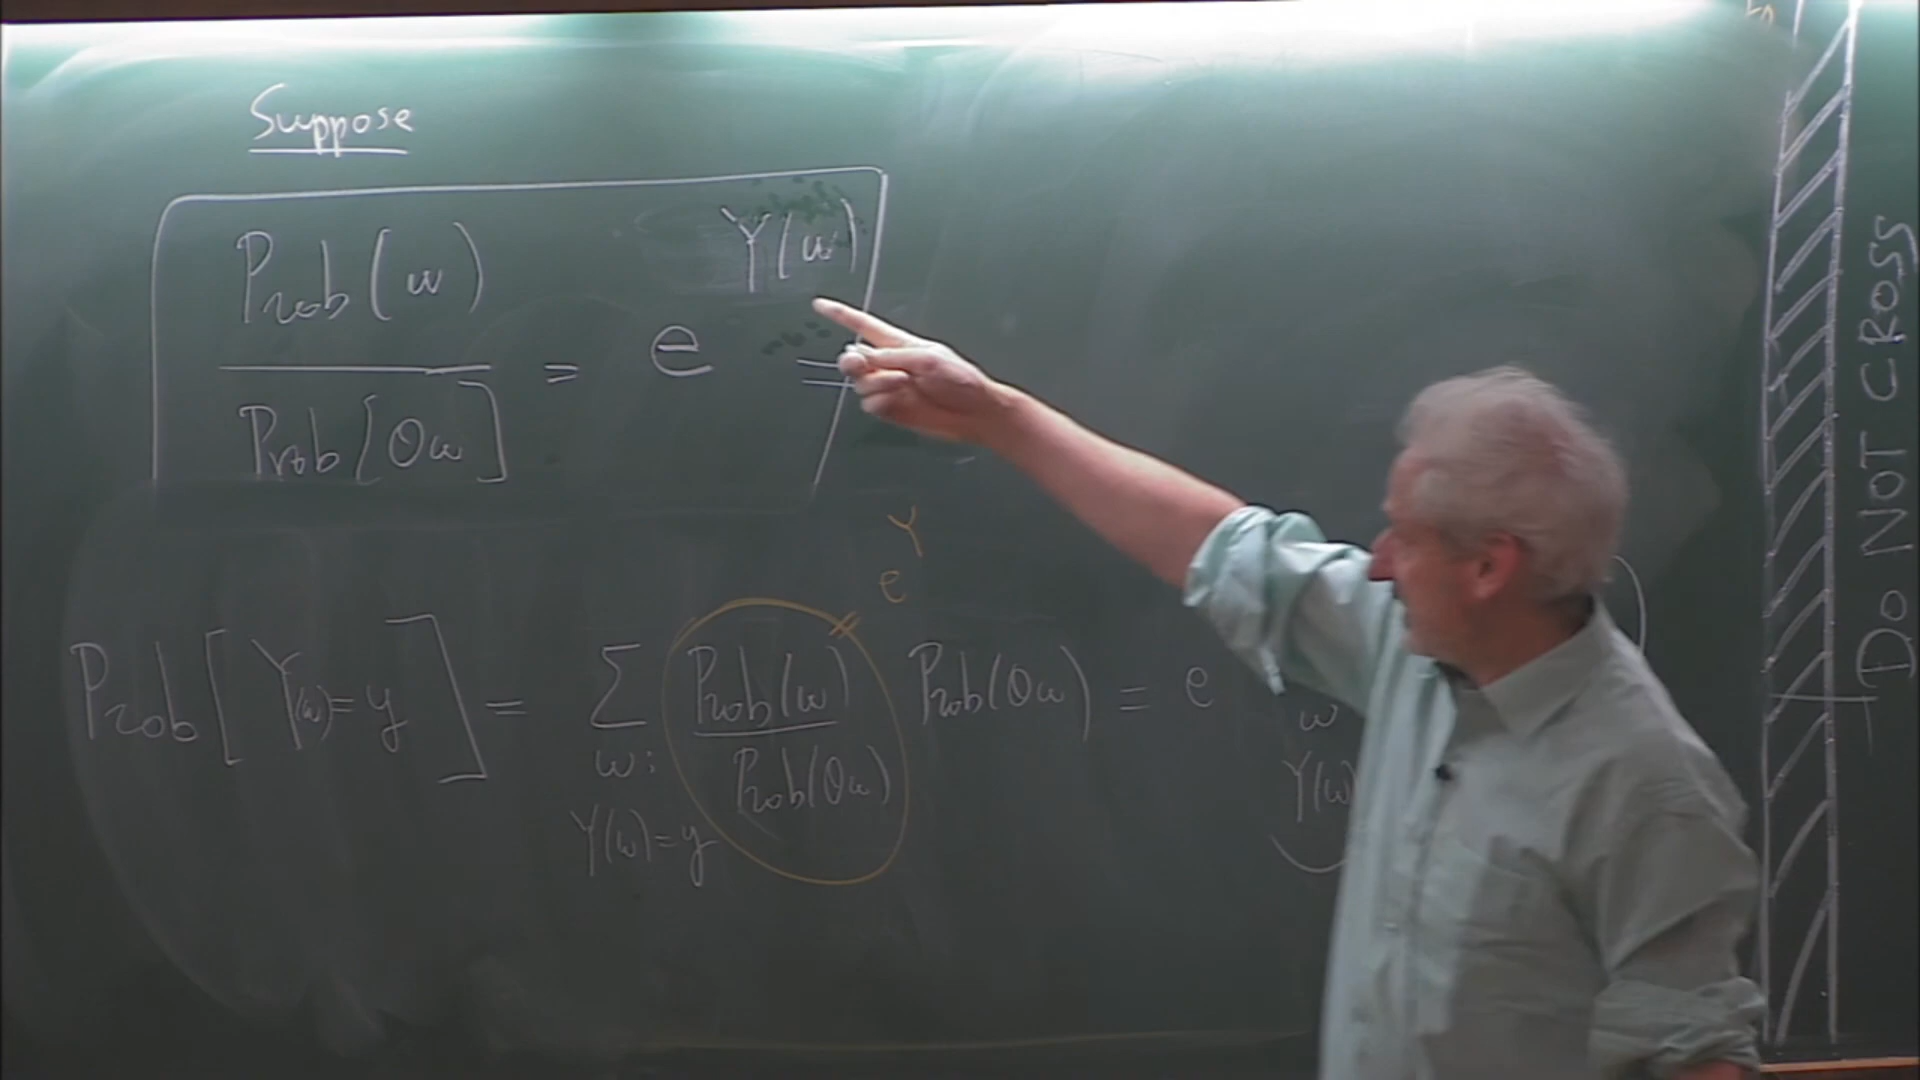 Suppose
Prob(ω) / Prob[θω] = e^Y(ω)
e^Y
Prob[Y(ω)=y] = Σ Prob(ω) / Prob(θω) Prob(θω) = e
ω:
Y(ω)=y
ω
Y(ω)
DO NOT CROSS